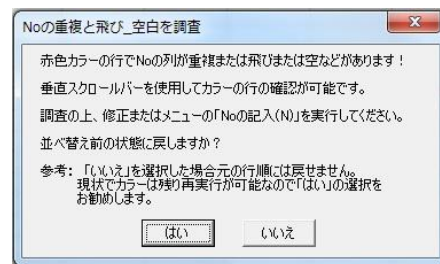 Noの重複と飛び_空白を調査
赤色カラーの行でNoの列が重複または飛びまたは空などがあります！
垂直スクロールバーを使用してカラーの行の確認が可能です。
調査の上、修正またはメニューの「Noの記入(N)」を実行してください。
並べ替え前の状態に戻しますか？
参考：「いいえ」を選択した場合元の行順には戻せません。
現状でカラーは残り再実行が可能なので「はい」の選択を
お勧めします。
はい
いいえ